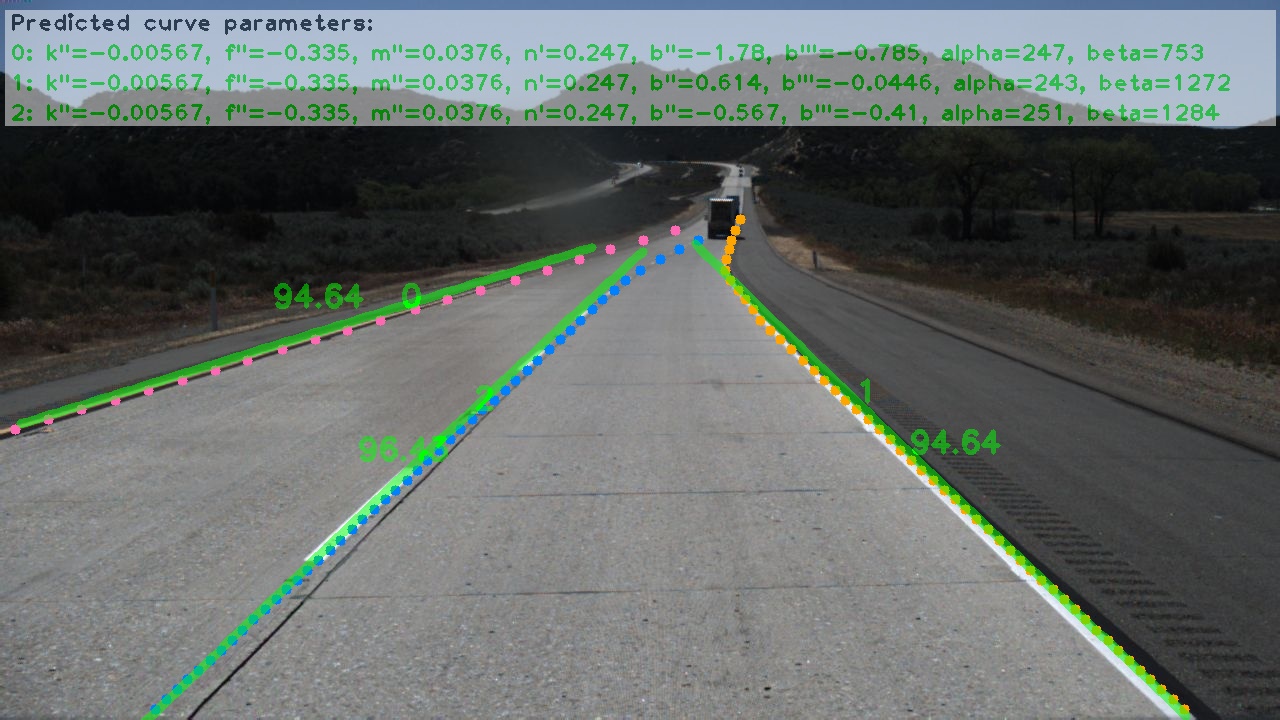 Predicted curve parameters:
0: k''=-0.00567, f''=-0.335, m''=0.0376, n'=0.247, b''=-1.78, b'''=-0.785, alpha=247, beta=753
1: k''=-0.00567, f''=-0.335, m''=0.0376, n'=0.247, b''=0.614, b'''=-0.0446, alpha=243, beta=1272
2: k''=-0.00567, f''=-0.335, m''=0.0376, n'=0.247, b''=-0.567, b'''=-0.41, alpha=251, beta=1284
94.64 0
2 1
94.64